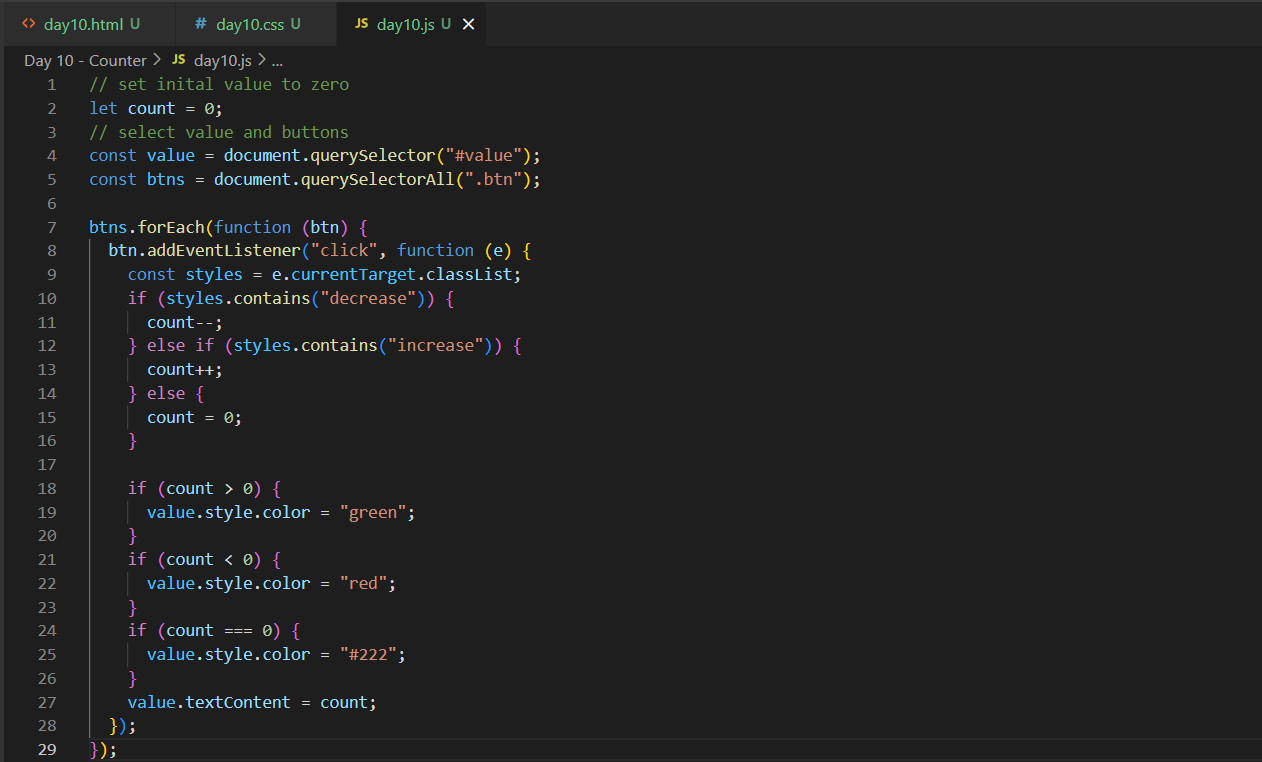 <> day10.html U # day10.css U JS day10.js U ×
Day 10 - Counter > JS day10.js > ...
1 // set inital value to zero
2 let count = 0;
3 // select value and buttons
4 const value = document.querySelector("#value");
5 const btns = document.querySelectorAll(".btn");
6
7 btns.forEach(function (btn) {
8   btn.addEventListener("click", function (e) {
9     const styles = e.currentTarget.classList;
10     if (styles.contains("decrease")) {
11       count--;
12     } else if (styles.contains("increase")) {
13       count++;
14     } else {
15       count = 0;
16     }
17
18     if (count > 0) {
19       value.style.color = "green";
20     }
21     if (count < 0) {
22       value.style.color = "red";
23     }
24     if (count === 0) {
25       value.style.color = "#222";
26     }
27     value.textContent = count;
28   });
29 });